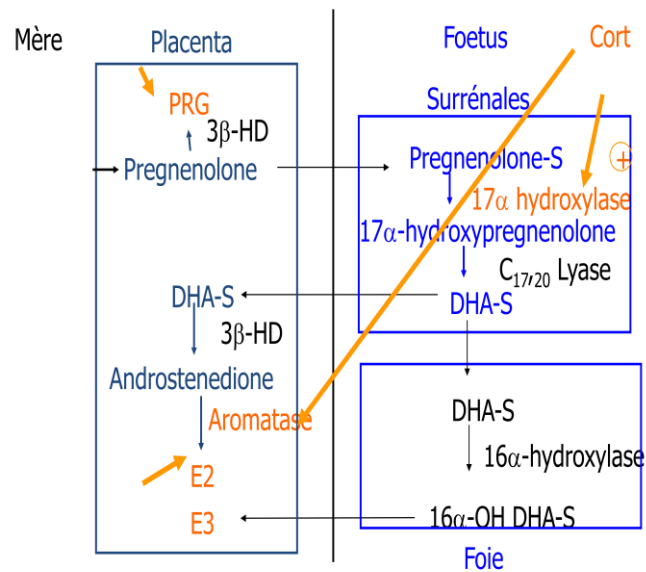 Mère
Placenta
Foetus
Cort
Surrénales
PRG
3β-HD
Pregnenolone
Pregnenolone-S
+
17α hydroxylase
17α-hydroxypregnenolone
C17,20 Lyase
DHA-S
DHA-S
3β-HD
Androstenedione
Aromatase
DHA-S
16α-hydroxylase
E2
E3
16α-OH DHA-S
Foie